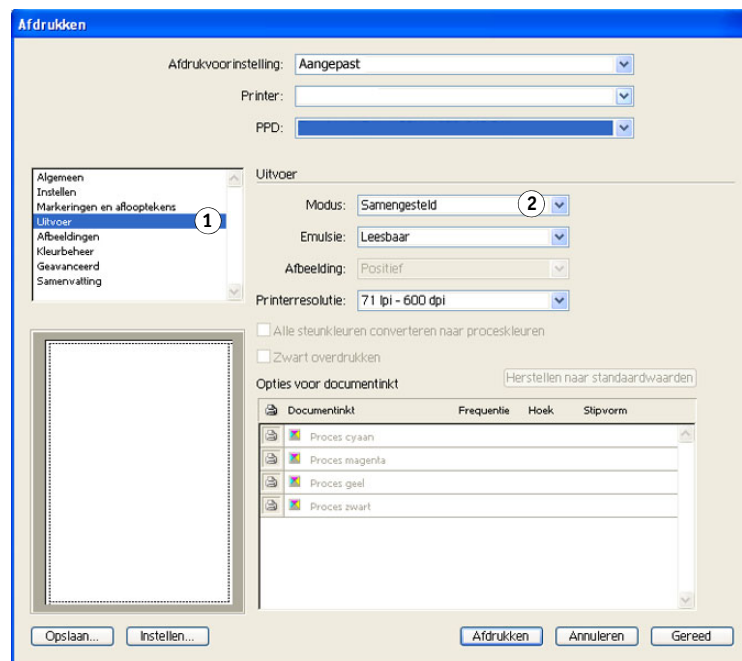 Afdrukken
Afdrukvoorinstelling: Aangepast
Printer:
PPD:
Algemeen
Instellen
Markeringen en aflooptekens
Uitvoer 1
Afbeeldingen
Kleurbeheer
Geavanceerd
Samenvatting
Uitvoer
Modus: Samengesteld 2
Emulsie: Leesbaar
Afbeelding: Positief
Printerresolutie: 71 lpi - 600 dpi
Alle steunkleuren converteren naar proceskleuren
Zwart overdrukken
Opties voor documentinkt Herstellen naar standaardwaarden
Documentinkt Frequentie Hoek Stipvorm
Proces cyaan
Proces magenta
Proces geel
Proces zwart
Opslaan... Instellen... Afdrukken Annuleren Gereed